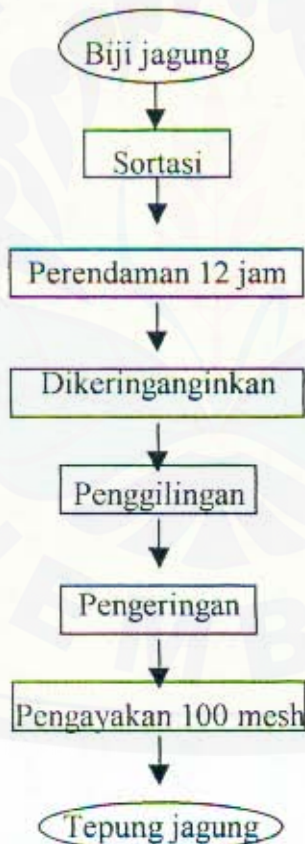 Biji jagung
Sortasi
Perendaman 12 jam
Dikeringanginkan
Penggilingan
Pengeringan
Pengayakan 100 mesh
Tepung jagung